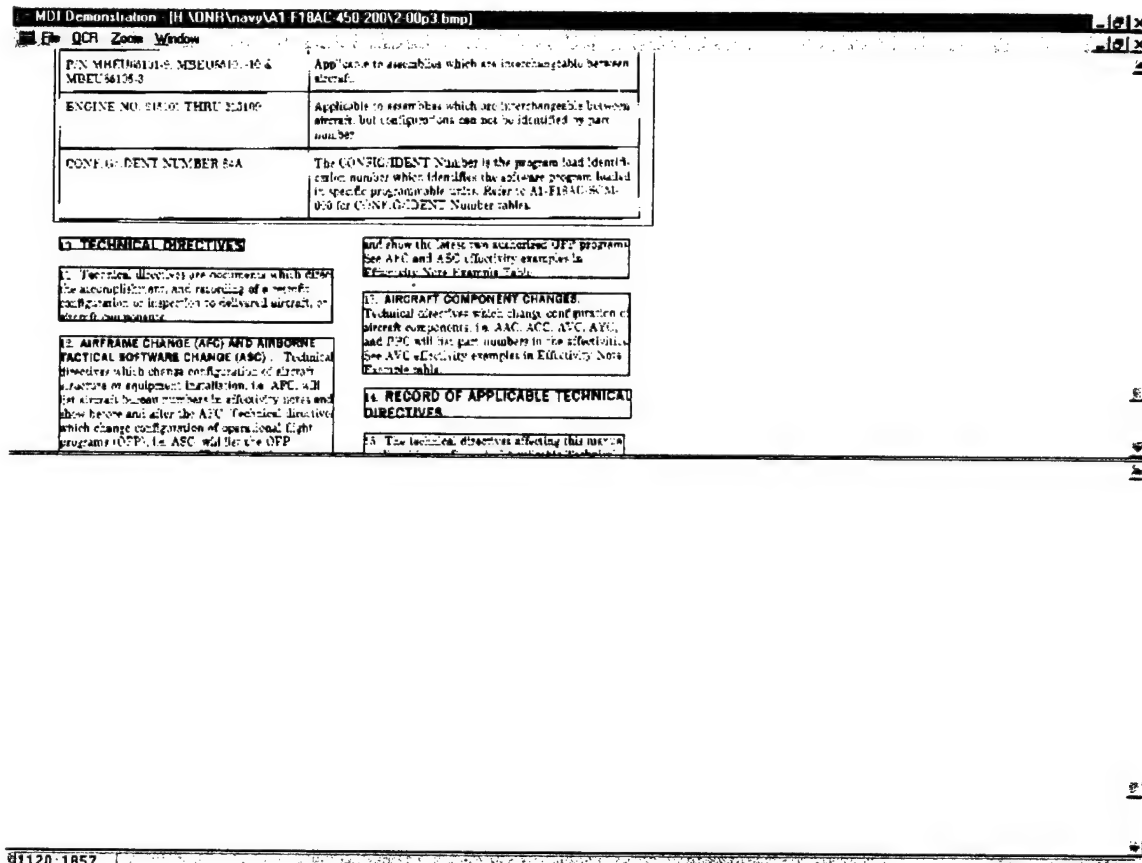 MDI Demonstration - [H:\ONR\navy\A1-F18AC-450-200\2-00p3.bmp]
File OCR Zoom Window
P/N MBEU56101-9, MBEU5610 -10 &
MBEU56105-3
Applicable to assemblies which are interchangeable between
aircraft.
ENGINE NO. THRU
Applicable to assemblies which are interchangeable between
aircraft, but configurations can not be identified by part
number
CONFIG/IDENT NUMBER 84A
The CONFIG/IDENT Number is the program load identifi-
cation number which identifies the software program loaded
in specific programmable units. Refer to A1-F18AC-SCM-
000 for CONFIG/IDENT Number tables.
TECHNICAL DIRECTIVES
11. Technical directives are documents which direct
the accomplishment, and recording of a retrofit
configuration or inspection to delivered aircraft, or
aircraft components.
12. AIRFRAME CHANGE (AFC) AND AIRBORNE
TACTICAL SOFTWARE CHANGE (ASC). Technical
directives which change configuration of aircraft
structure or equipment installation, i.e. AFC, will
list aircraft bureau numbers in effectivity notes and
show before and after the AFC. Technical directives
which change configuration of operational flight
programs (OFP), i.e. ASC, will list the OFP
and show the latest two authorized OFP programs.
See AFC and ASC effectivity examples in
Effectivity Note Example Table.
13. AIRCRAFT COMPONENT CHANGES.
Technical directives which change configuration of
aircraft components, i.e. AAC, ACC, AVC, AYC,
and PPC will list part numbers in the effectivities.
See AVC effectivity examples in Effectivity Note
Example table.
14. RECORD OF APPLICABLE TECHNICAL
DIRECTIVES.
15. The technical directives affecting this manual
1120:1857